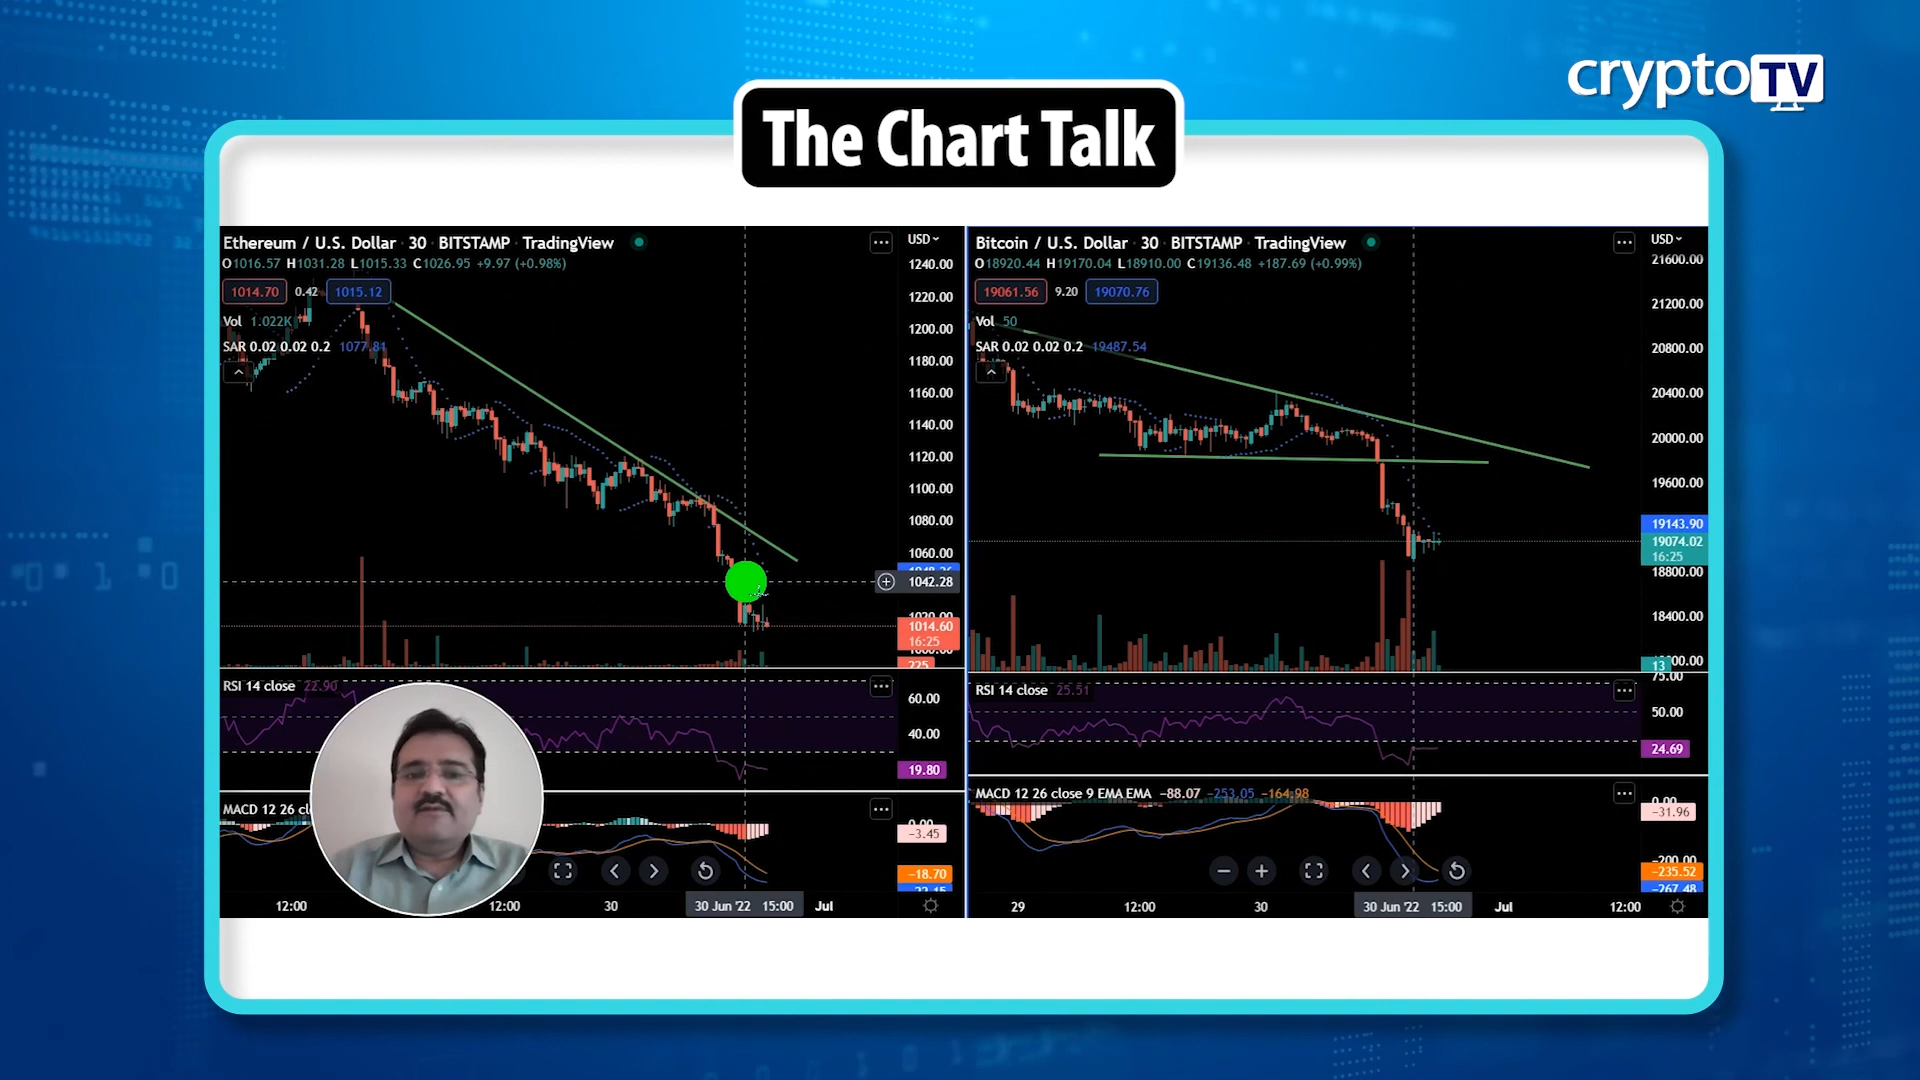 cryptoTV
The Chart Talk
Ethereum / U.S. Dollar · 30 · BITSTAMP · TradingView
USD
O1016.57 H1031.28 L1015.33 C1026.95 +9.97 (+0.98%)
1014.70 0.42 1015.12
Vol 1.022K
SAR 0.02 0.02 0.2 1077.81
1240.00
1220.00
1200.00
1180.00
1160.00
1140.00
1120.00
1100.00
1080.00
1060.00
1042.28
1014.60
16:25
225
RSI 14 close 22.90
60.00
40.00
19.80
MACD 12 26
-3.45
-18.70
12:00
12:00 30 30 Jun '22 15:00 Jul
Bitcoin / U.S. Dollar · 30 · BITSTAMP · TradingView
USD
O18920.44 H19170.04 L18910.00 C19136.48 +187.69 (+0.99%)
19061.56 9.20 19070.76
Vol 50
SAR 0.02 0.02 0.2 19487.54
21600.00
21200.00
20800.00
20400.00
20000.00
19600.00
19143.90
19074.02
16:25
18800.00
18400.00
13
RSI 14 close 25.51
75.00
50.00
24.69
MACD 12 26 close 9 EMA EMA −88.07 −253.05 −164.98
−31.96
−200.00
−235.52
−267.48
29 12:00 30 30 Jun '22 15:00 Jul 12:00